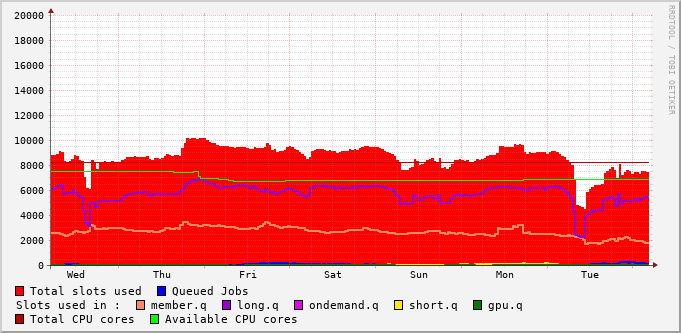 RRDTOOL / TOBI OETIKER
20000
18000
16000
14000
12000
10000
8000
6000
4000
2000
0
Wed Thu Fri Sat Sun Mon Tue
Total slots used Queued Jobs
Slots used in : member.q long.q ondemand.q short.q gpu.q
Total CPU cores Available CPU cores